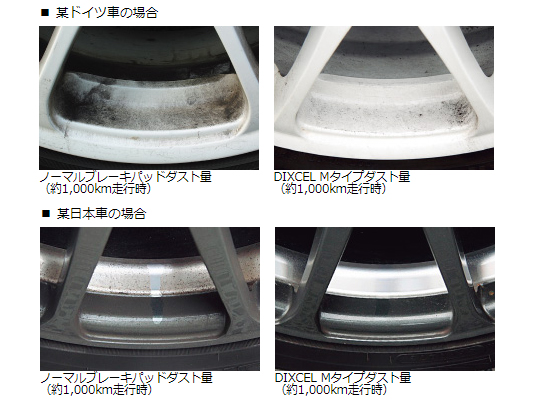 ■ 某ドイツ車の場合
ノーマルブレーキパッドダスト量
（約1,000km走行時）
DIXCEL Mタイプダスト量
（約1,000km走行時）
■ 某日本車の場合
ノーマルブレーキパッドダスト量
（約1,000km走行時）
DIXCEL Mタイプダスト量
（約1,000km走行時）